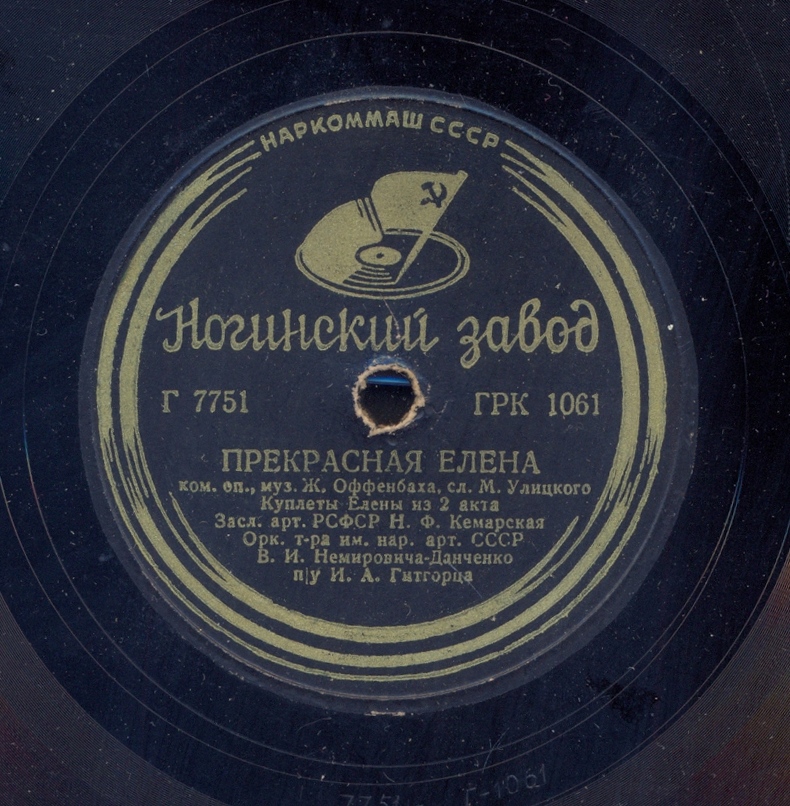 НАРКОММАШ СССР
Ногинский завод
Г 7751 ГРК 1061
ПРЕКРАСНАЯ ЕЛЕНА
ком. оп., муз. Ж. Оффенбаха, сл. М. Улицкого
Куплеты Елены из 2 акта
Засл. арт. РСФСР Н. Ф. Кемарская
Орк. т-ра им. нар. арт. СССР
В. И. Немировича-Данченко
п|у И. А. Гитгорца
7751 Г-1061